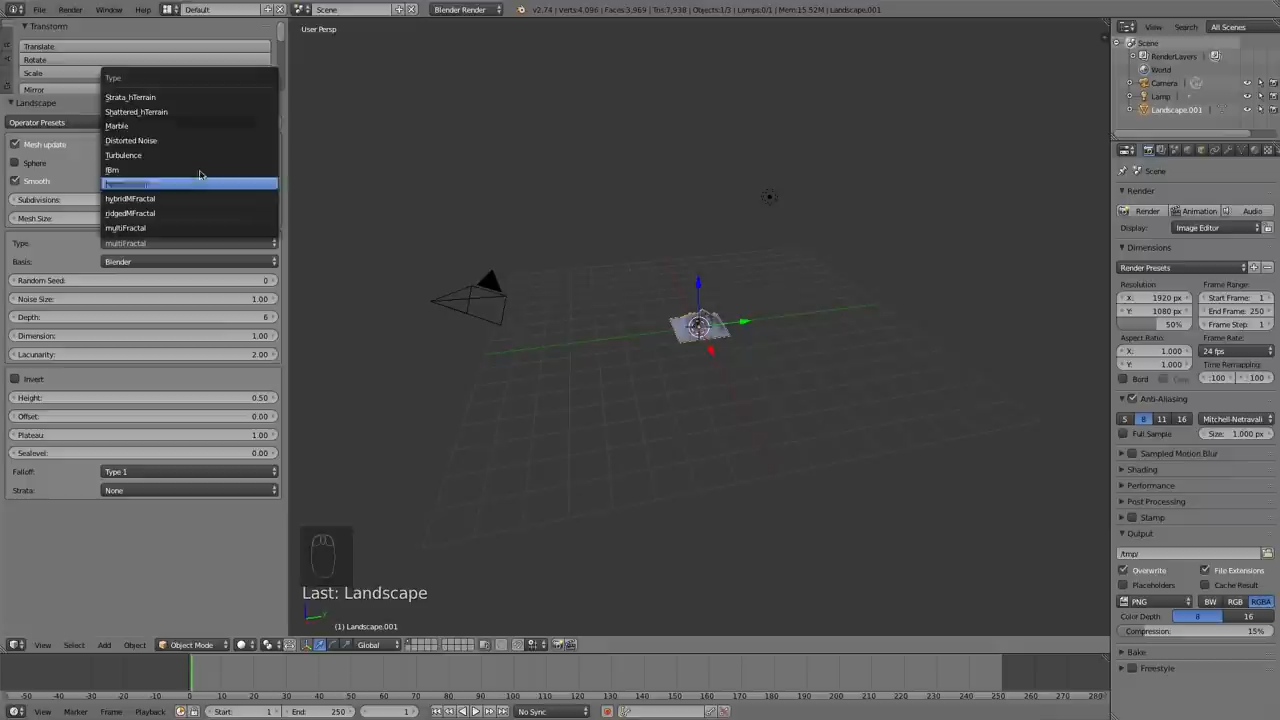 File Render Window Help Default Scene Blender Render v2.74 | Verts:4,096 | Faces:3,969 | Tris:7,938 | Objects:1/3 | Lamps:0/1 | Mem:15.52M | Landscape.001
Transform
Translate
Rotate
Scale
Mirror
Type
Strata_hTerrain
Shattered_hTerrain
Marble
Distorted Noise
Turbulence
fBm
hybridMFractal
ridgedMFractal
multiFractal
Landscape
Operator Presets
Mesh update
Sphere
Smooth
Subdivisions:
Mesh Size:
Type: multiFractal
Basis: Blender
Random Seed: 0
Noise Size: 1.00
Depth: 6
Dimension: 1.00
Lacunarity: 2.00
Invert
Height: 0.50
Offset: 0.00
Plateau: 1.00
Sealevel: 0.00
Falloff: Type 1
Strata: None
User Persp
Last: Landscape
(1) Landscape.001
View Select Add Object Object Mode Global
-50 -40 -30 -20 -10 0 10 20 30 40 50 60 70 80 90 100 110 120 130 140 150 160 170 180 190 200 210 220 230 240 250 260 270 280
View Marker Frame Playback Start: 1 End: 250 1 No Sync
View Search All Scenes
Scene
RenderLayers
World
Camera
Lamp
Landscape.001
Scene
Render
Render Animation Audio
Display: Image Editor
Dimensions
Render Presets
Resolution: Frame Range:
X: 1920 px Start Frame: 1
Y: 1080 px End Frame: 250
50% Frame Step: 1
Aspect Ratio: Frame Rate:
X: 1.000 24 fps
Y: 1.000 Time Remapping:
Bord Crop :100 :100
Anti-Aliasing
5 8 11 16 Mitchell-Netravali
Full Sample Size: 1.000 px
Sampled Motion Blur
Shading
Performance
Post Processing
Stamp
Output
/tmp/
Overwrite File Extensions
Placeholders Cache Result
PNG BW RGB RGBA
Color Depth: 8 16
Compression: 15%
Bake
Freestyle